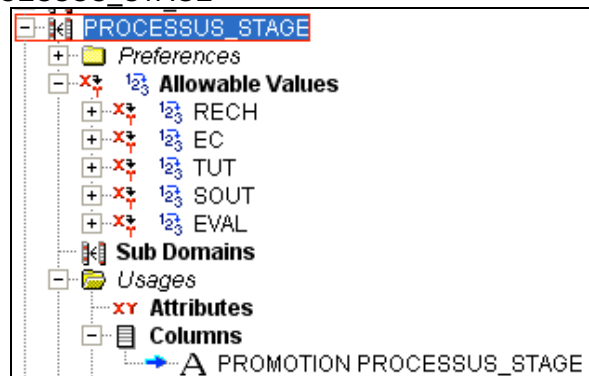 PROCESSUS_STAGE
Preferences
Allowable Values
RECH
EC
TUT
SOUT
EVAL
Sub Domains
Usages
Attributes
Columns
PROMOTION PROCESSUS_STAGE